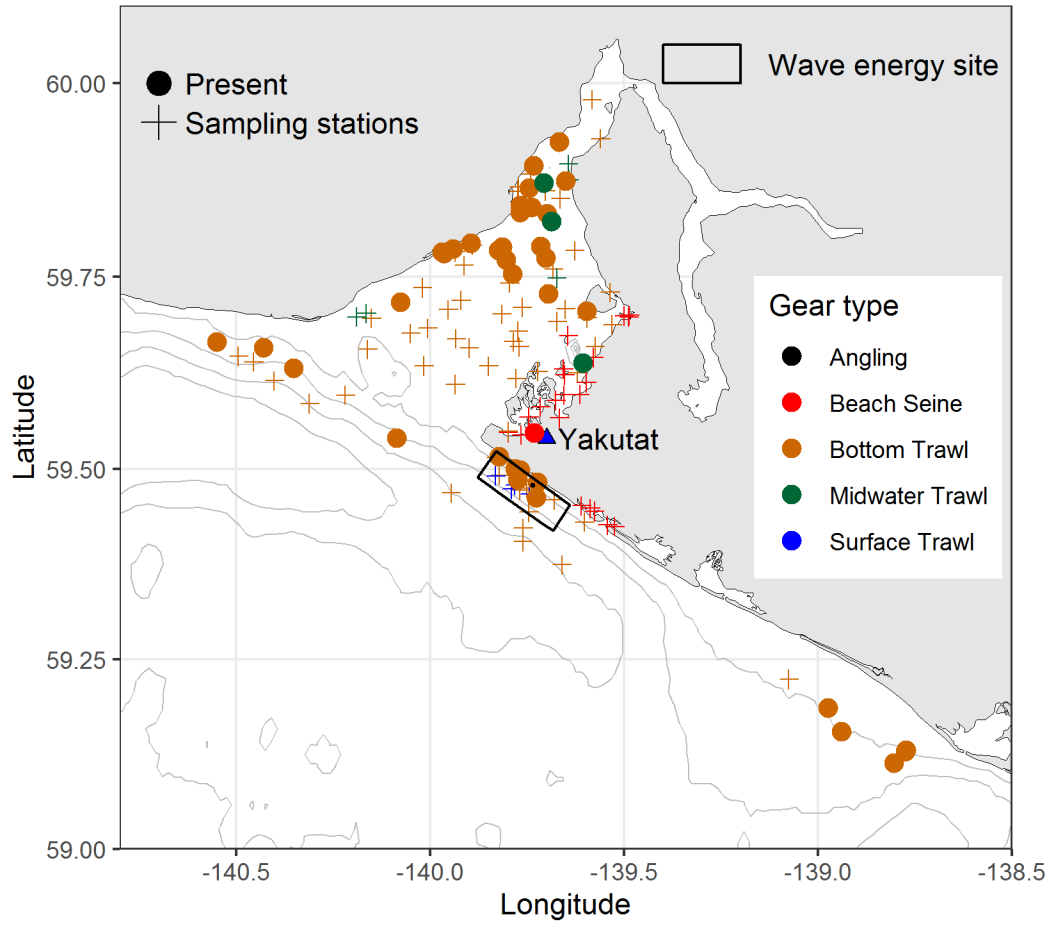 Present
Sampling stations
Wave energy site
Yakutat
Gear type
Angling
Beach Seine
Bottom Trawl
Midwater Trawl
Surface Trawl
Latitude
60.00
59.75
59.50
59.25
59.00
-140.5
-140.0
-139.5
-139.0
-138.5
Longitude